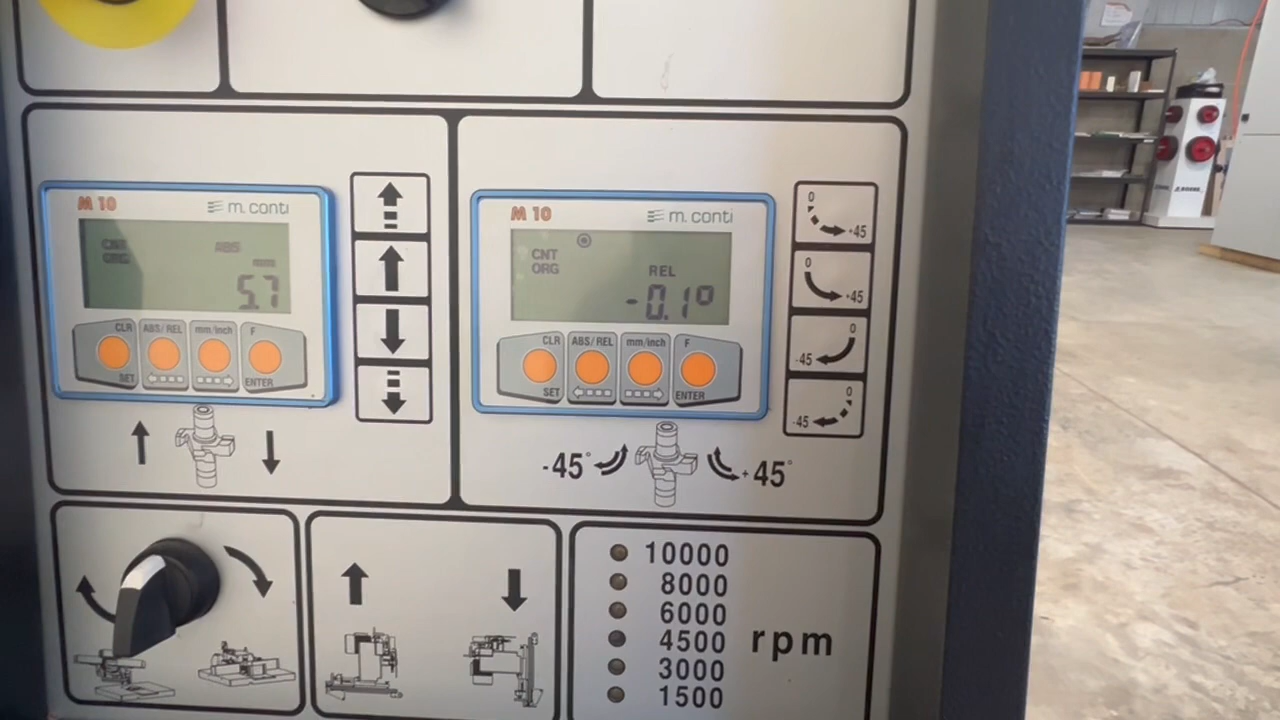 M 10
m. conti
CNT
ABS
ORG
5.7
CLR
ABS/ REL
mm/inch
F
SET
ENTER
M 10
m. conti
CNT
ORG
REL
-0.1°
CLR
ABS/ REL
mm/inch
F
SET
ENTER
0
+45
0
+45
0
-45
0
-45
-45°
+45°
10000
8000
6000
4500
3000
1500
rpm